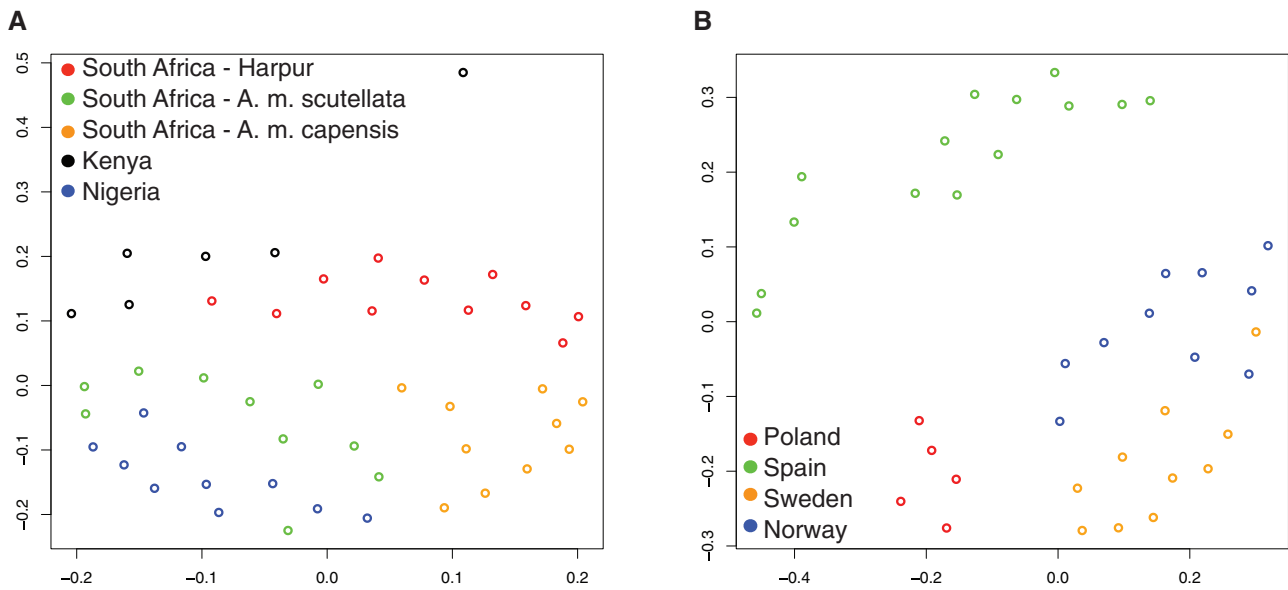 A
South Africa - Harpur
South Africa - A. m. scutellata
South Africa - A. m. capensis
Kenya
Nigeria
0.5
0.4
0.3
0.2
0.1
0.0
−0.1
−0.2
−0.2 −0.1 0.0 0.1 0.2
B
0.3
0.2
0.1
0.0
−0.1
−0.2
−0.3
Poland
Spain
Sweden
Norway
−0.4 −0.2 0.0 0.2